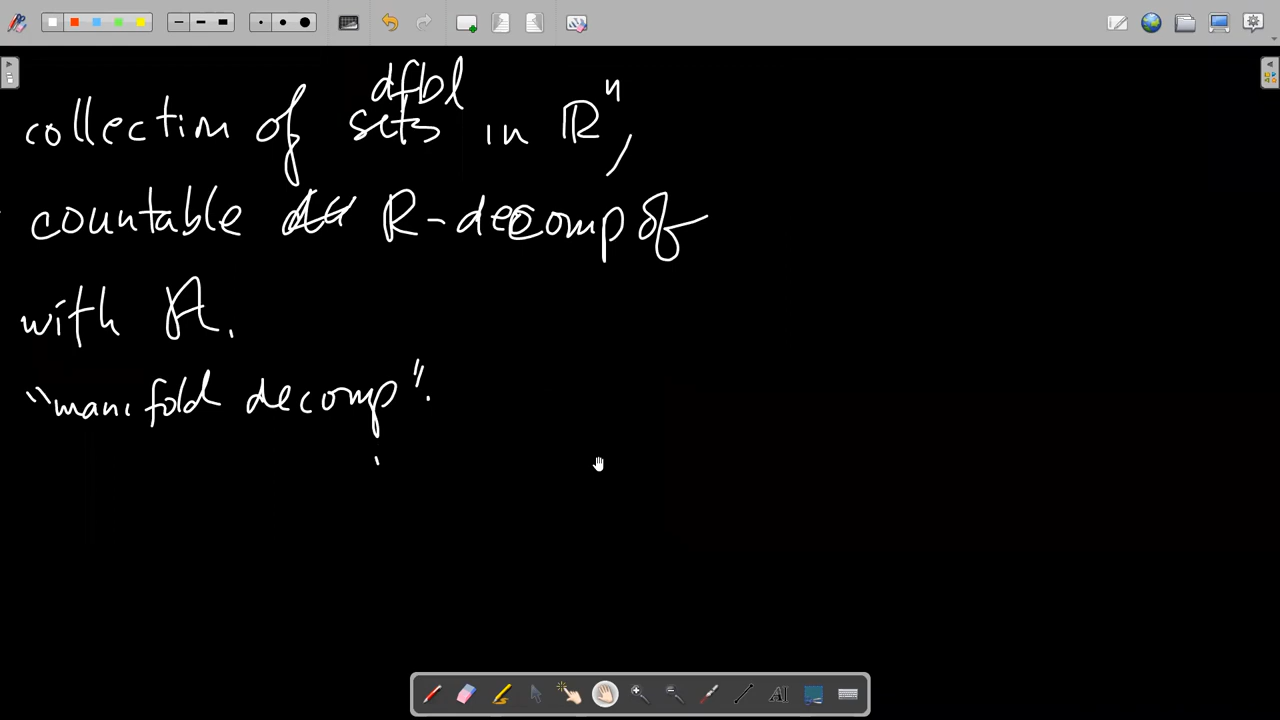 collection of dfbl sets in ℝⁿ,
countable R-decomp of
with A.
"manifold decomp".